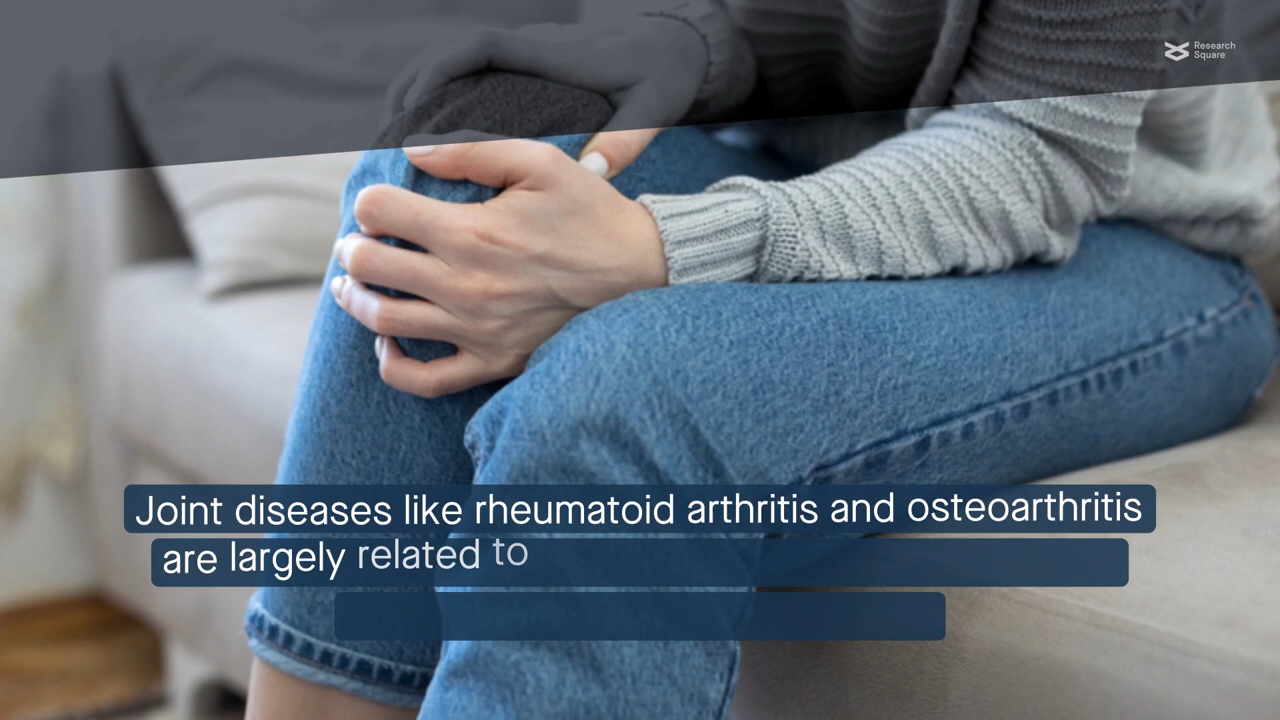 Research
Square
Joint diseases like rheumatoid arthritis and osteoarthritis
are largely related to